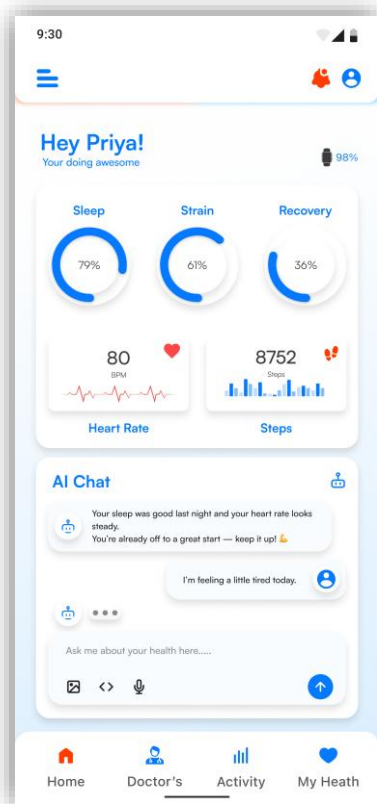 9:30
Hey Priya!
Your doing awesome
98%
Sleep Strain Recovery
79% 61% 36%
80
BPM
8752
Steps
Heart Rate Steps
AI Chat
Your sleep was good last night and your heart rate looks
steady.
You're already off to a great start — keep it up! 💪
I'm feeling a little tired today.
Ask me about your health here.....
Home Doctor's Activity My Heath